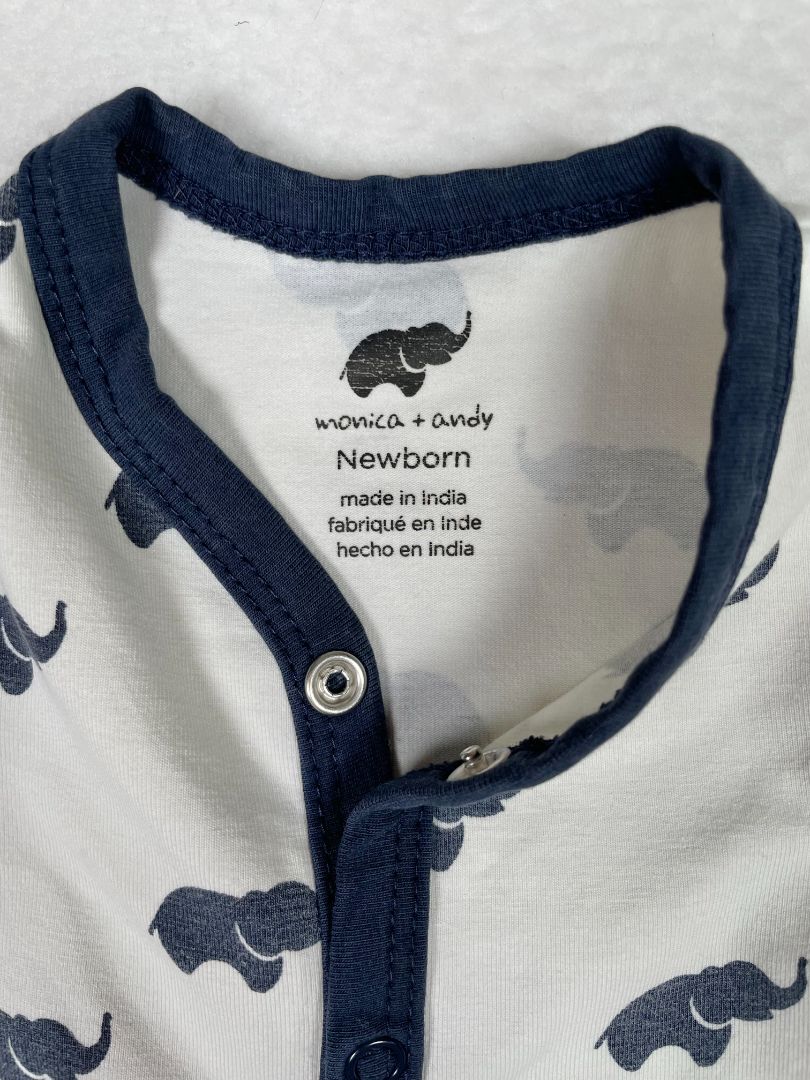 monica + andy
Newborn
made in India
fabriqué en Inde
hecho en India